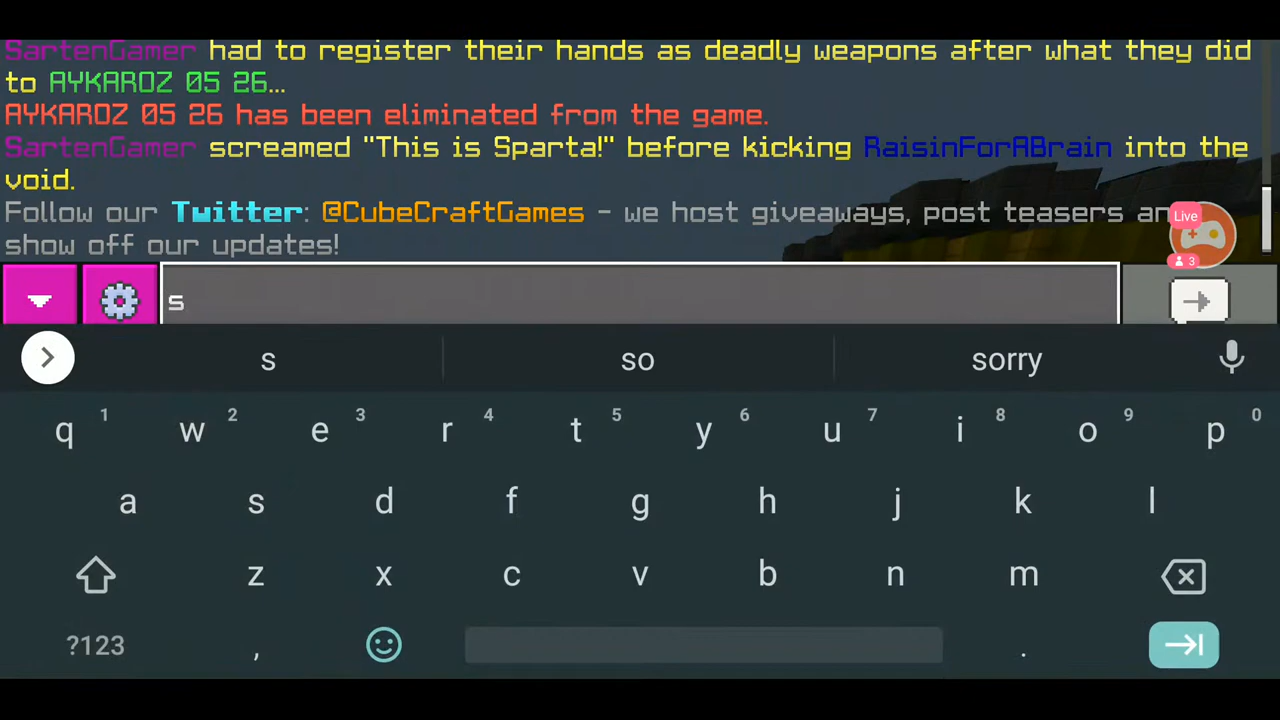 SartenGamer had to register their hands as deadly weapons after what they did
to AYKAROZ 05 26...
AYKAROZ 05 26 has been eliminated from the game.
SartenGamer screamed "This is Sparta!" before kicking RaisinForABrain into the
void.
Follow our Twitter: @CubeCraftGames - we host giveaways, post teasers an
show off our updates!
Live
3
s
s so sorry
1 2 3 4 5 6 7 8 9 0
q w e r t y u i o p
a s d f g h j k l
z x c v b n m
?123 , .